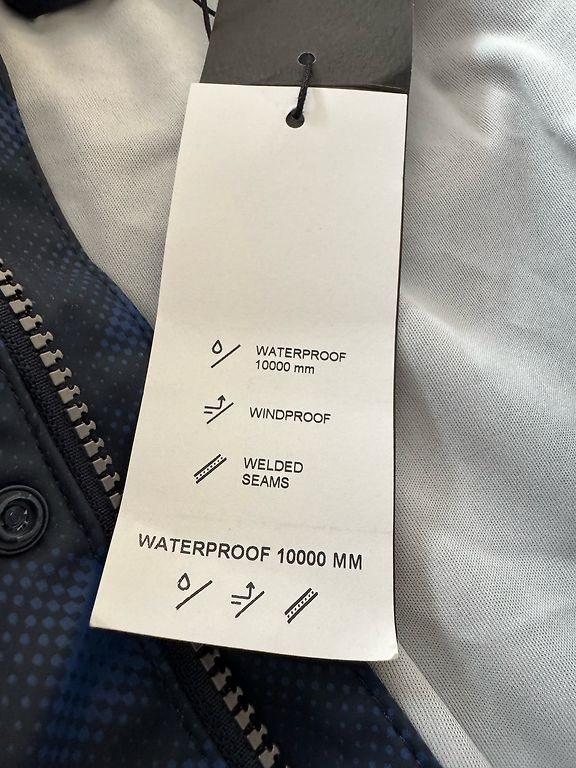 WATERPROOF
10000 mm
WINDPROOF
WELDED
SEAMS
WATERPROOF 10000 MM